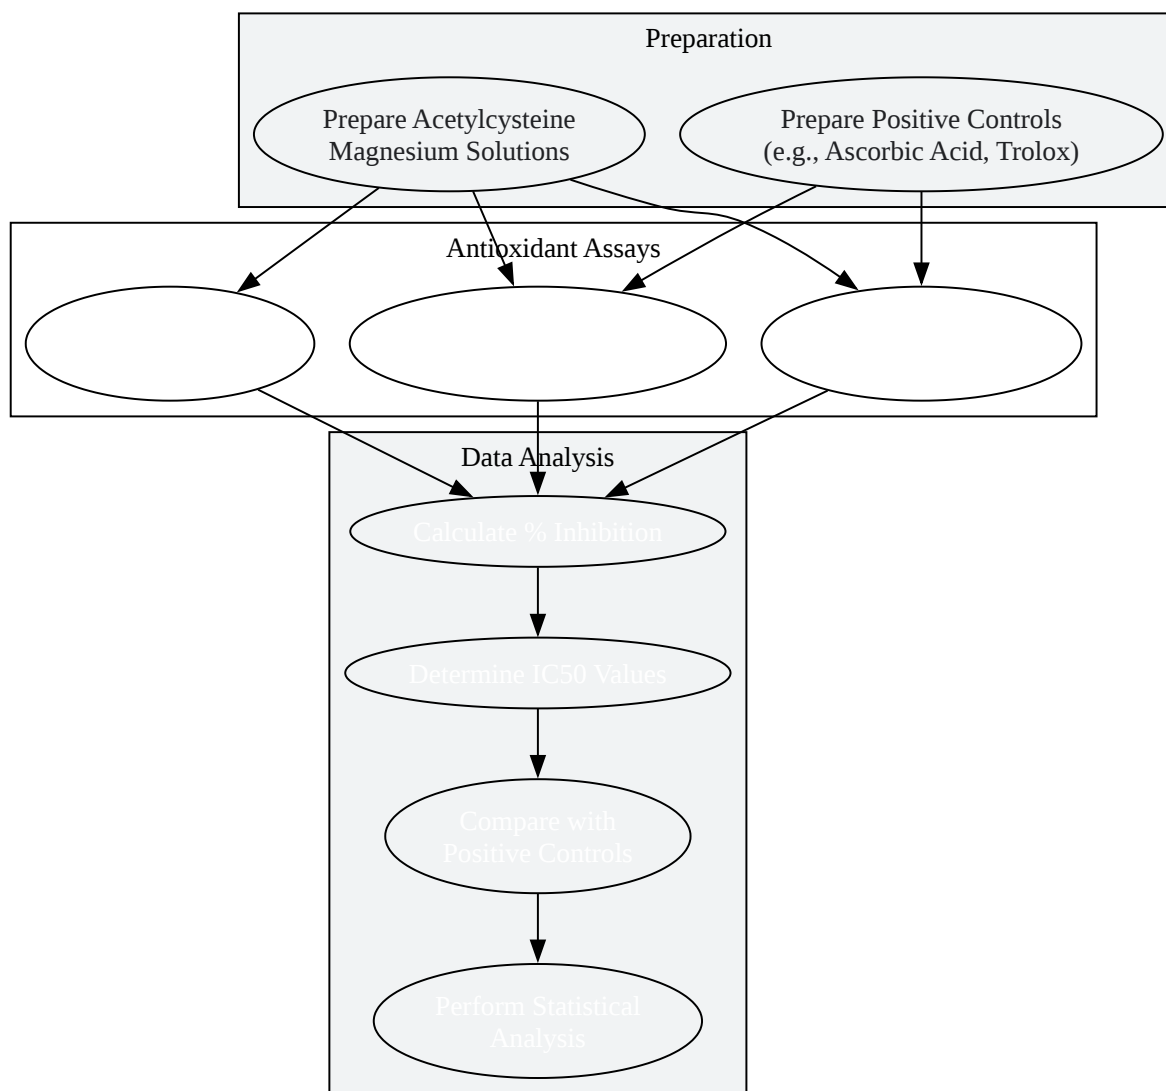 Preparation
Prepare Acetylcysteine
Magnesium Solutions
Prepare Positive Controls
(e.g., Ascorbic Acid, Trolox)
Antioxidant Assays
Data Analysis
Calculate % Inhibition
Determine IC50 Values
Compare with
Positive Controls
Perform Statistical
Analysis